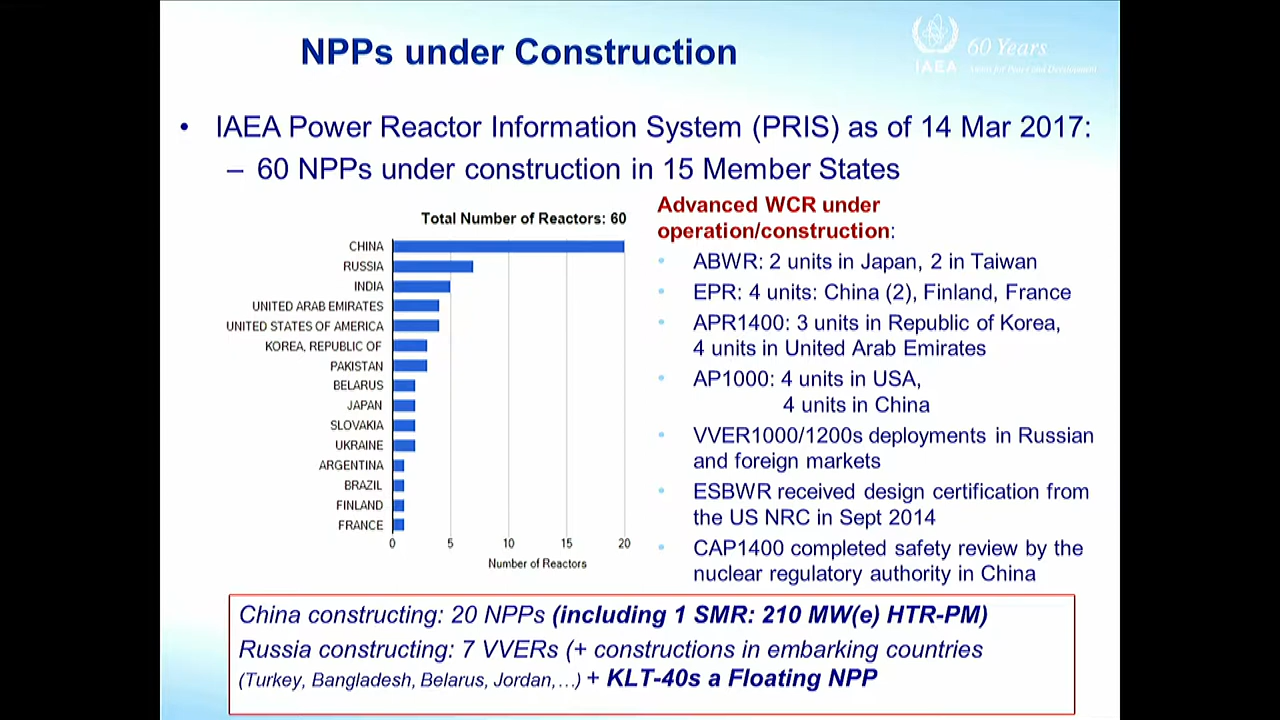 NPPs under Construction
IAEA
60 Years
Atoms for Peace and Development
• IAEA Power Reactor Information System (PRIS) as of 14 Mar 2017:
– 60 NPPs under construction in 15 Member States
Total Number of Reactors: 60
CHINA
RUSSIA
INDIA
UNITED ARAB EMIRATES
UNITED STATES OF AMERICA
KOREA, REPUBLIC OF
PAKISTAN
BELARUS
JAPAN
SLOVAKIA
UKRAINE
ARGENTINA
BRAZIL
FINLAND
FRANCE
0 5 10 15 20
Number of Reactors
Advanced WCR under
operation/construction:
• ABWR: 2 units in Japan, 2 in Taiwan
• EPR: 4 units: China (2), Finland, France
• APR1400: 3 units in Republic of Korea,
4 units in United Arab Emirates
• AP1000: 4 units in USA,
4 units in China
• VVER1000/1200s deployments in Russian
and foreign markets
• ESBWR received design certification from
the US NRC in Sept 2014
• CAP1400 completed safety review by the
nuclear regulatory authority in China
China constructing: 20 NPPs (including 1 SMR: 210 MW(e) HTR-PM)
Russia constructing: 7 VVERs (+ constructions in embarking countries
(Turkey, Bangladesh, Belarus, Jordan,…) + KLT-40s a Floating NPP